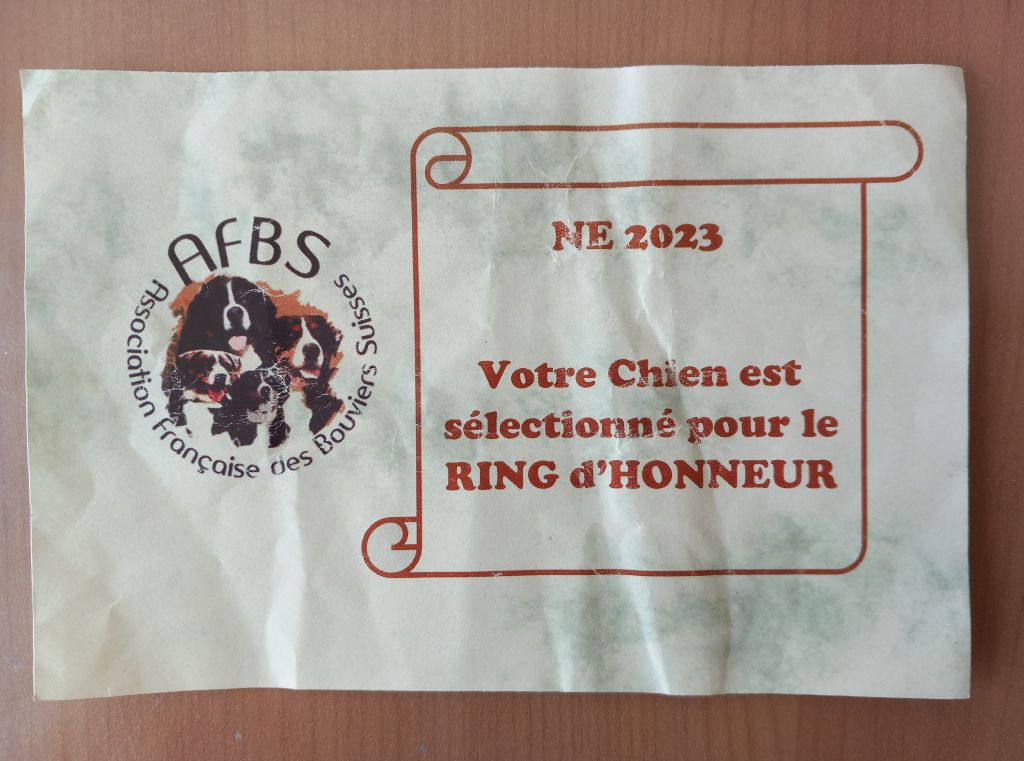 AFBS
Association Française des Bouviers Suisses
NE 2023
Votre Chien est
sélectionné pour le
RING d'HONNEUR